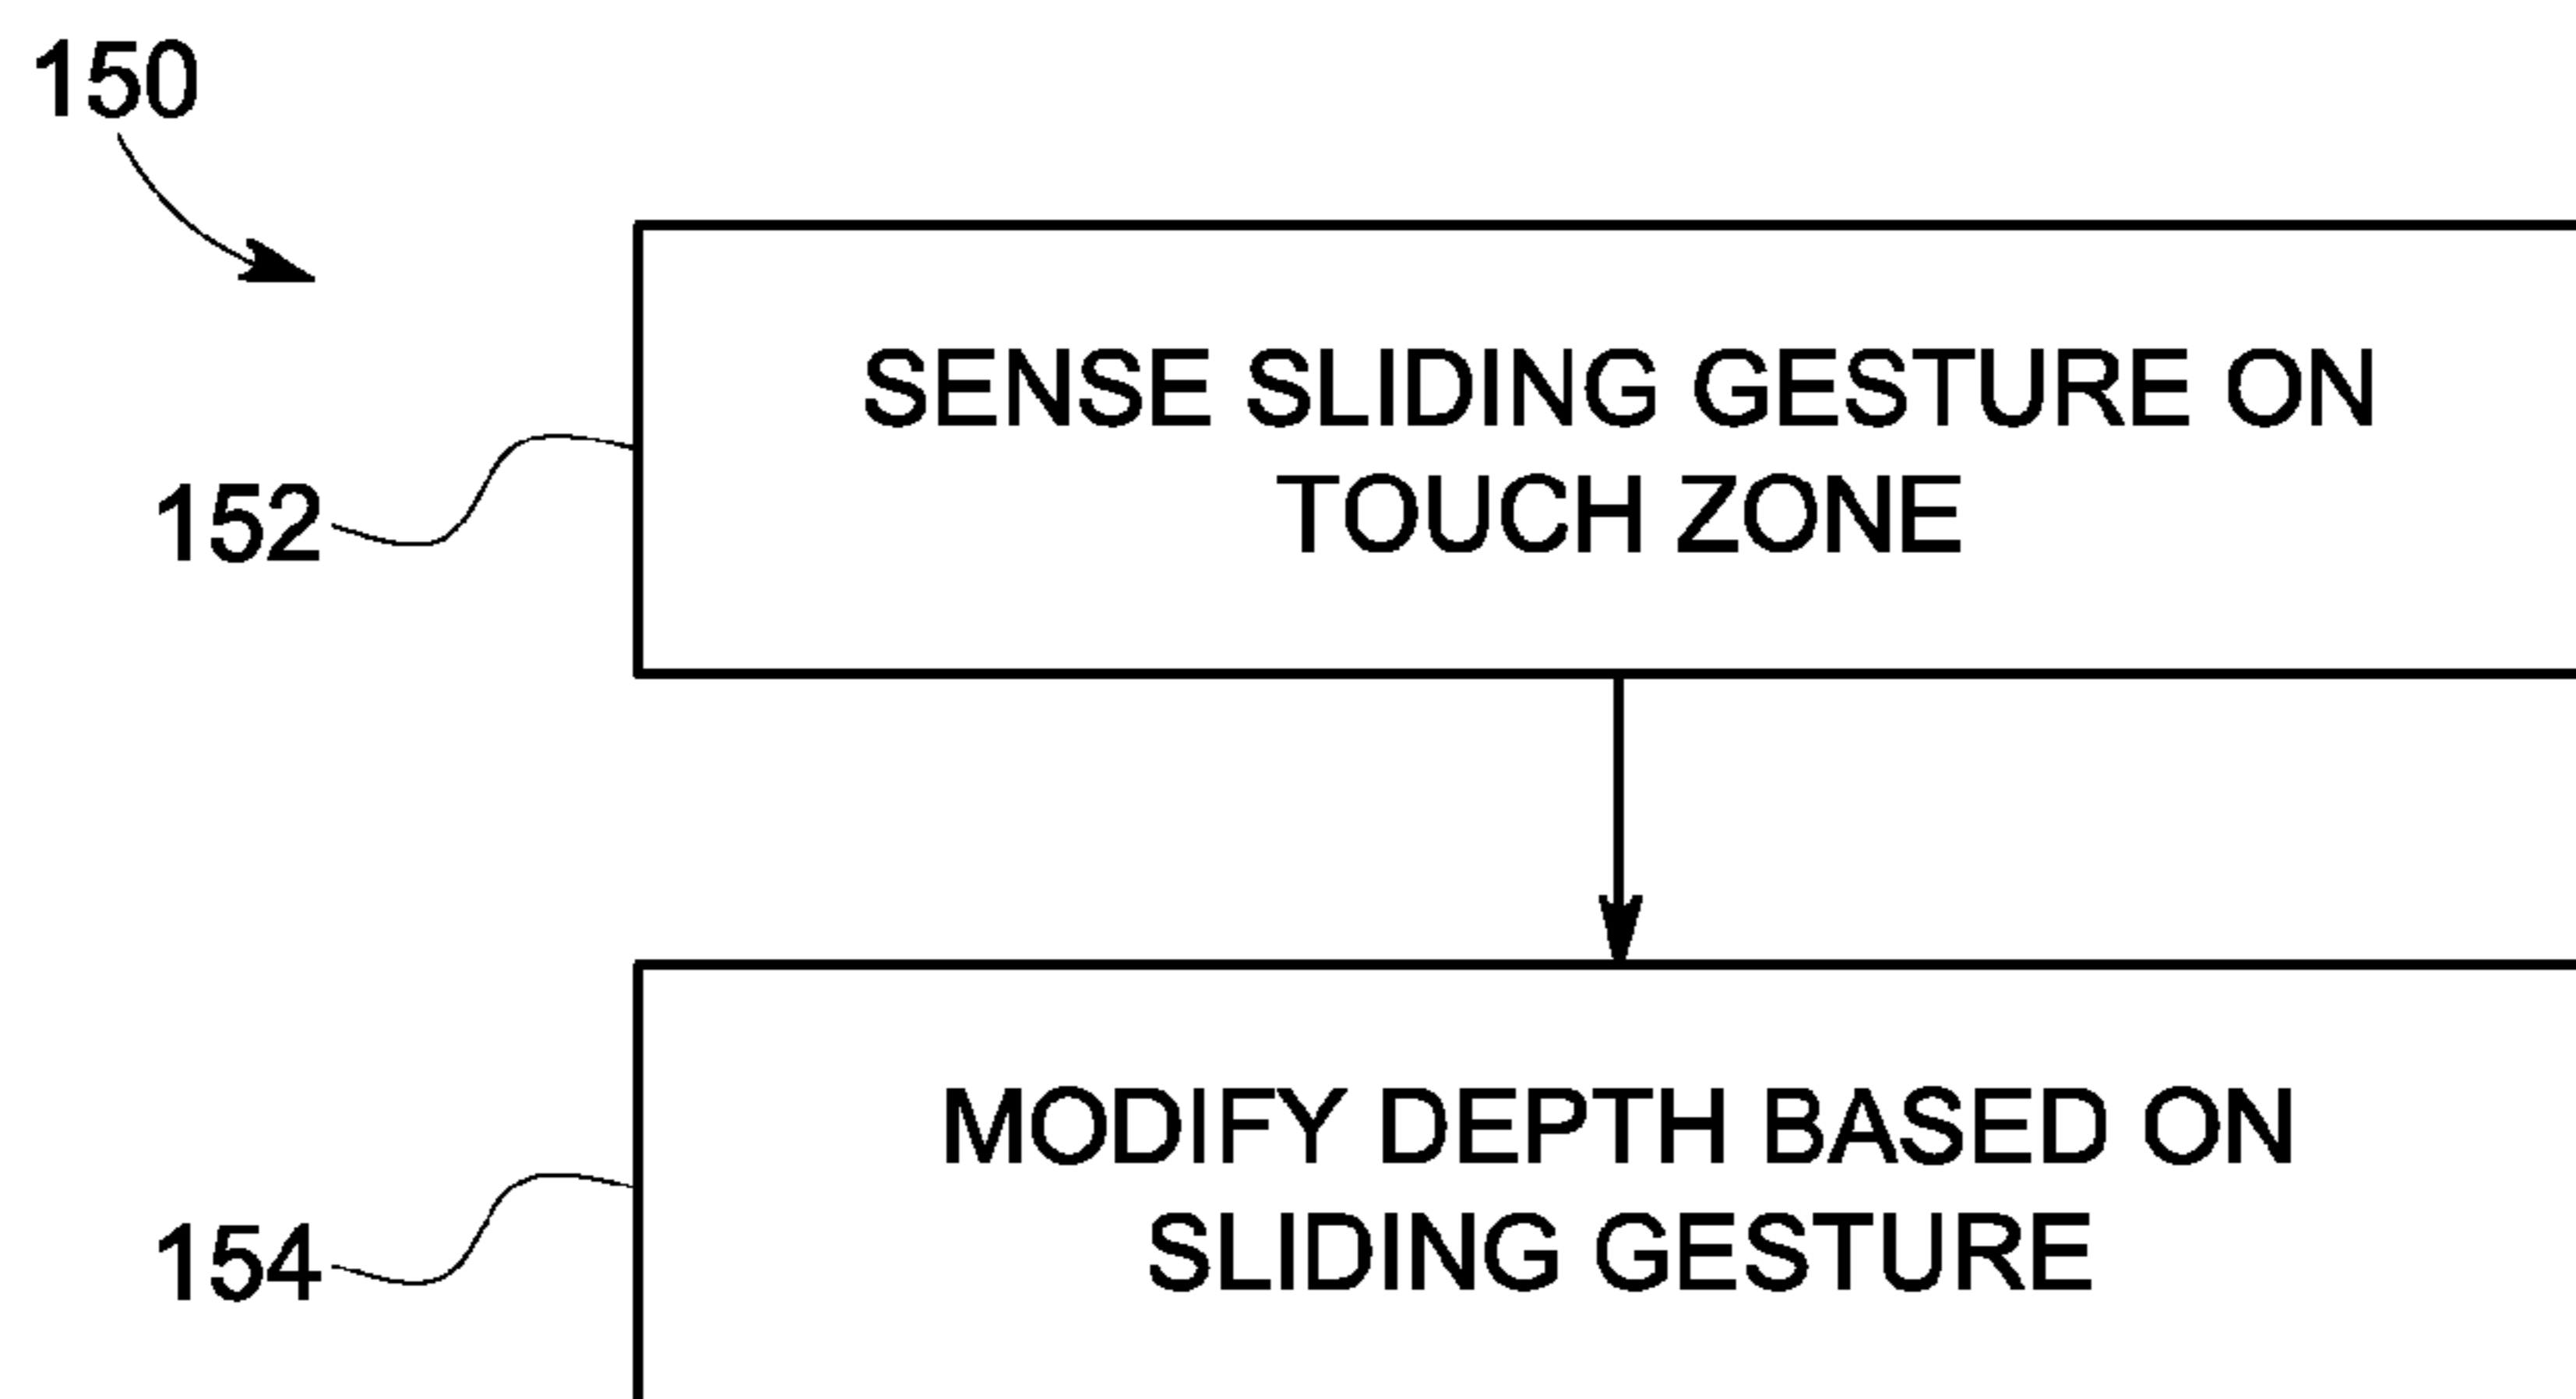 150
SENSE SLIDING GESTURE ON
TOUCH ZONE
152
MODIFY DEPTH BASED ON
SLIDING GESTURE
154